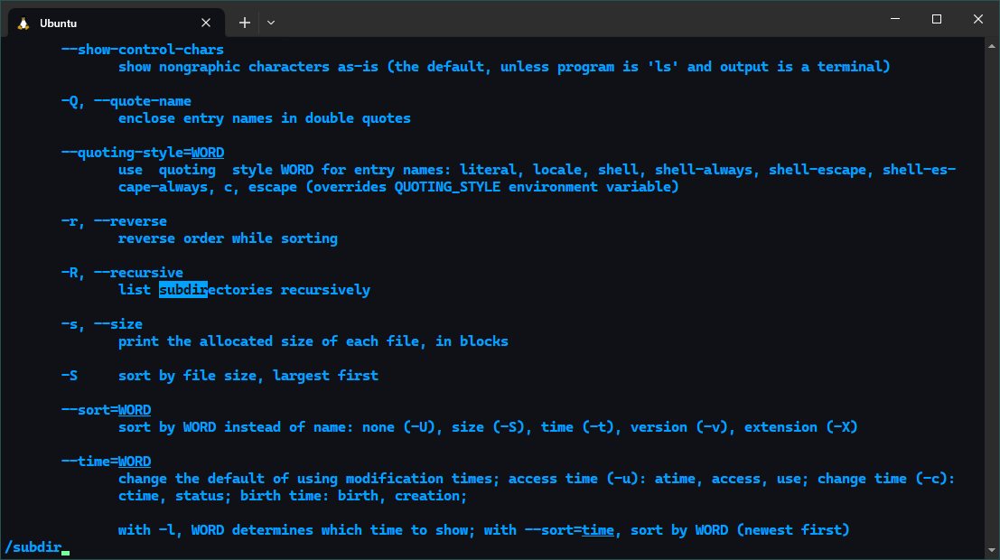 Ubuntu
--show-control-chars
show nongraphic characters as-is (the default, unless program is 'ls' and output is a terminal)
-Q, --quote-name
enclose entry names in double quotes
--quoting-style=WORD
use  quoting  style WORD for entry names: literal, locale, shell, shell-always, shell-escape, shell-es-
cape-always, c, escape (overrides QUOTING_STYLE environment variable)
-r, --reverse
reverse order while sorting
-R, --recursive
list subdirectories recursively
-s, --size
print the allocated size of each file, in blocks
-S     sort by file size, largest first
--sort=WORD
sort by WORD instead of name: none (-U), size (-S), time (-t), version (-v), extension (-X)
--time=WORD
change the default of using modification times; access time (-u): atime, access, use; change time (-c):
ctime, status; birth time: birth, creation;
with -l, WORD determines which time to show; with --sort=time, sort by WORD (newest first)
/subdir